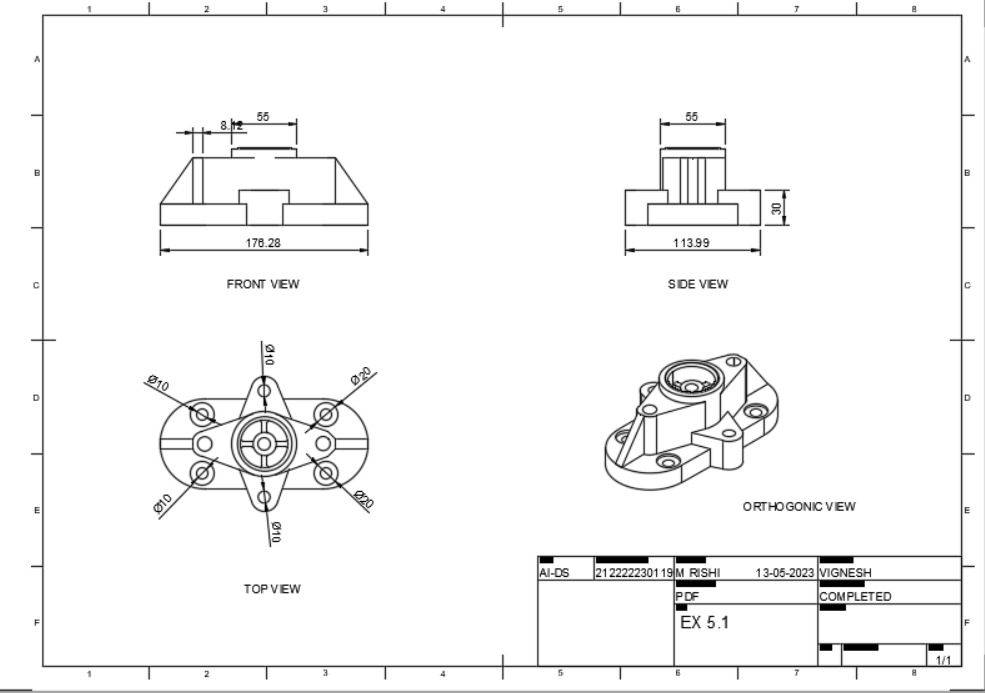 1 2 3 4 5 6 7 8
A A
55
8.12
55
B B
30
176.28
113.99
FRONT VIEW
SIDE VIEW
C C
Ø10
Ø10
Ø20
D D
Ø10
Ø20
Ø10
E E
ORTHOGONIC VIEW
TOP VIEW
AI-DS 212222230119 M RISHI 13-05-2023 VIGNESH
PDF COMPLETED
EX 5.1
F F
1/1
1 2 3 4 5 6 7 8